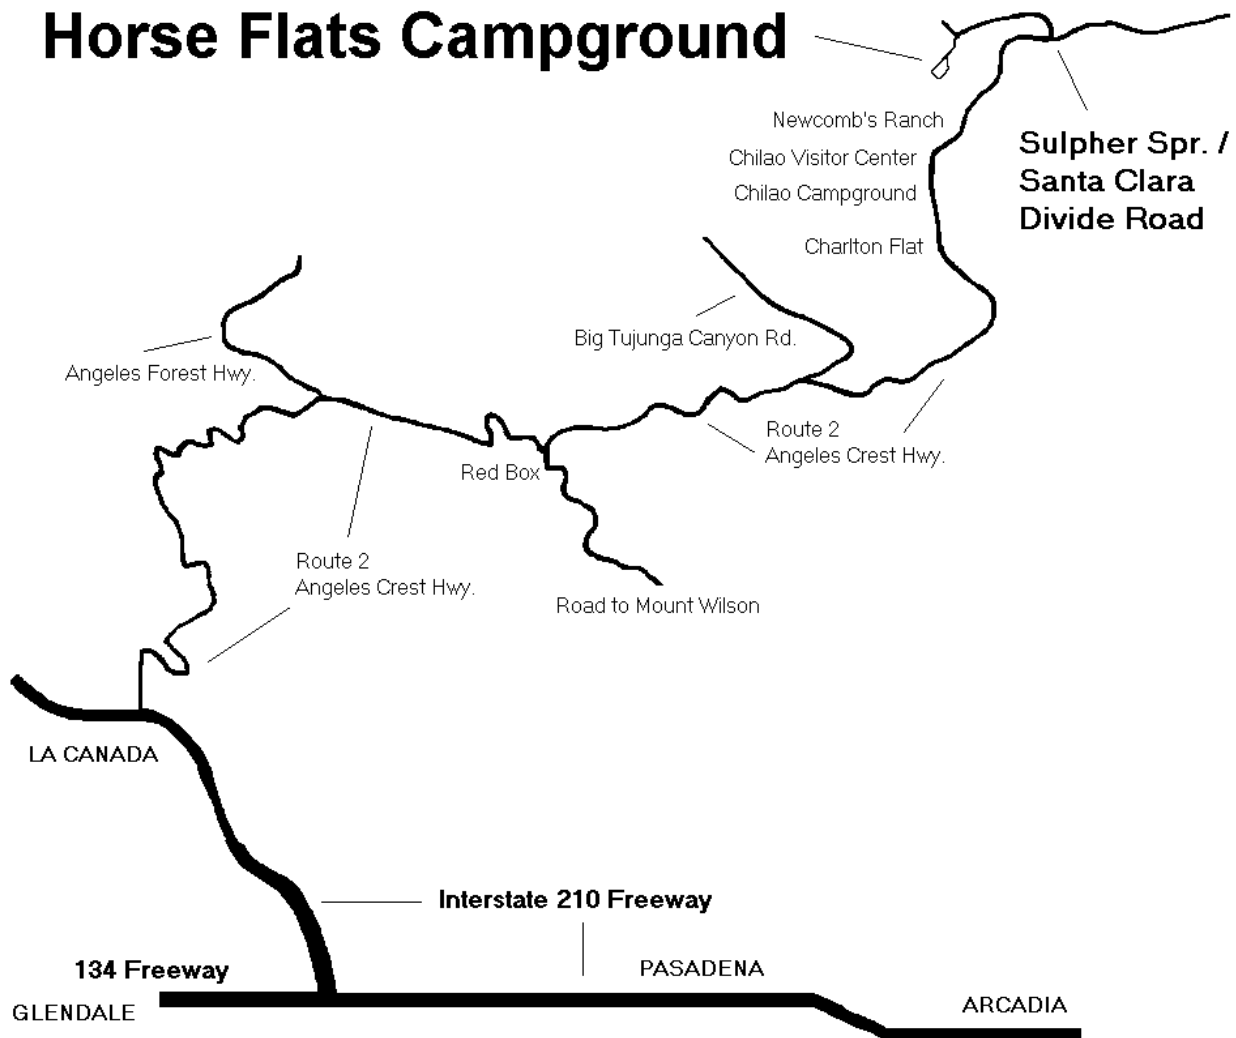 Horse Flats Campground
Newcomb's Ranch
Sulpher Spr. /
Santa Clara
Divide Road
Chilao Visitor Center
Chilao Campground
Charlton Flat
Big Tujunga Canyon Rd.
Angeles Forest Hwy.
Route 2
Angeles Crest Hwy.
Red Box
Route 2
Angeles Crest Hwy.
Road to Mount Wilson
LA CANADA
Interstate 210 Freeway
134 Freeway
PASADENA
GLENDALE
ARCADIA